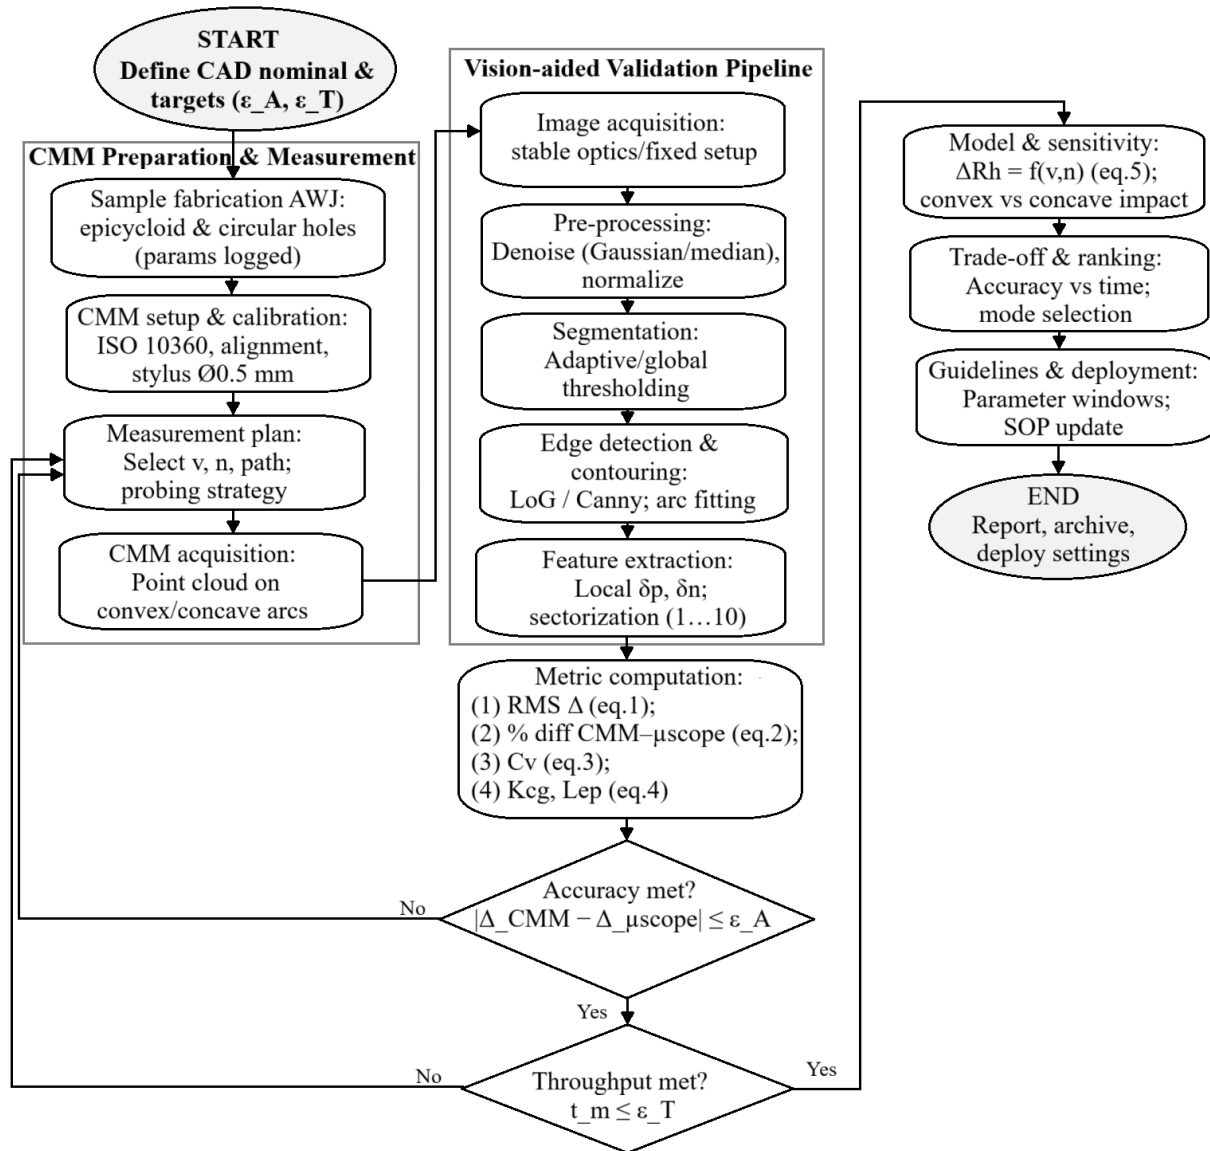 START
Define CAD nominal &
targets (ε_A, ε_T)
CMM Preparation & Measurement
Sample fabrication AWJ:
epicycloid & circular holes
(params logged)
CMM setup & calibration:
ISO 10360, alignment,
stylus Ø0.5 mm
Measurement plan:
Select v, n, path;
probing strategy
CMM acquisition:
Point cloud on
convex/concave arcs
Vision-aided Validation Pipeline
Image acquisition:
stable optics/fixed setup
Pre-processing:
Denoise (Gaussian/median),
normalize
Segmentation:
Adaptive/global
thresholding
Edge detection &
contouring:
LoG / Canny; arc fitting
Feature extraction:
Local δp, δn;
sectorization (1…10)
Metric computation:
(1) RMS Δ (eq.1);
(2) % diff CMM–μscope (eq.2);
(3) Cv (eq.3);
(4) Kcg, Lep (eq.4)
Accuracy met?
|Δ_CMM − Δ_μscope| ≤ ε_A
No
Yes
Throughput met?
t_m ≤ ε_T
No
Yes
Model & sensitivity:
ΔRh = f(v,n) (eq.5);
convex vs concave impact
Trade-off & ranking:
Accuracy vs time;
mode selection
Guidelines & deployment:
Parameter windows;
SOP update
END
Report, archive,
deploy settings